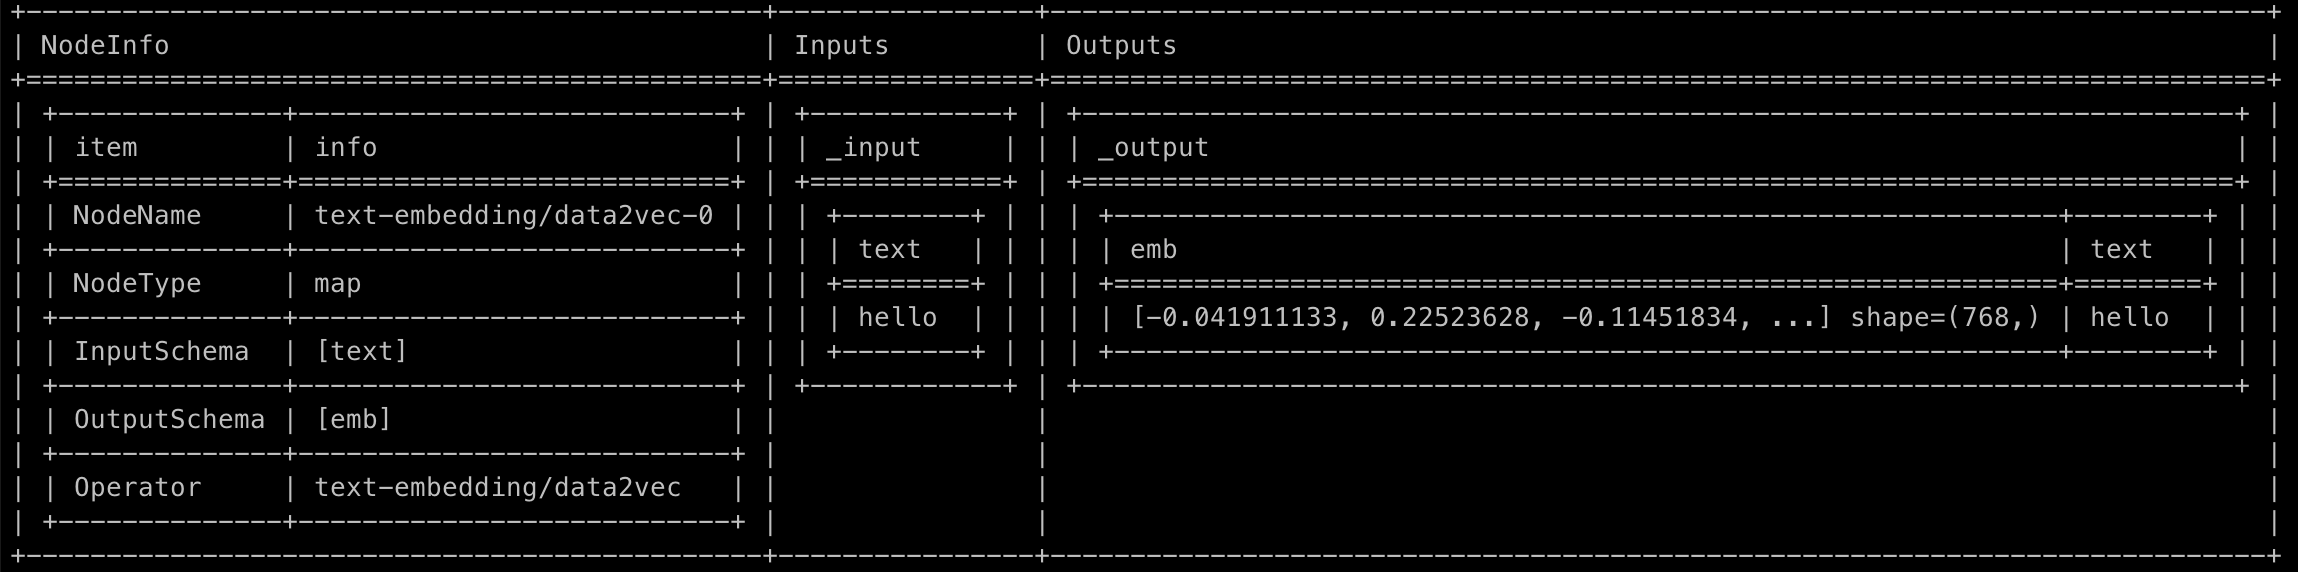 NodeInfo Inputs Outputs
item info _input _output
NodeName text-embedding/data2vec-0
text emb text
NodeType map
hello [-0.041911133, 0.22523628, -0.11451834, ...] shape=(768,) hello
InputSchema [text]
OutputSchema [emb]
Operator text-embedding/data2vec